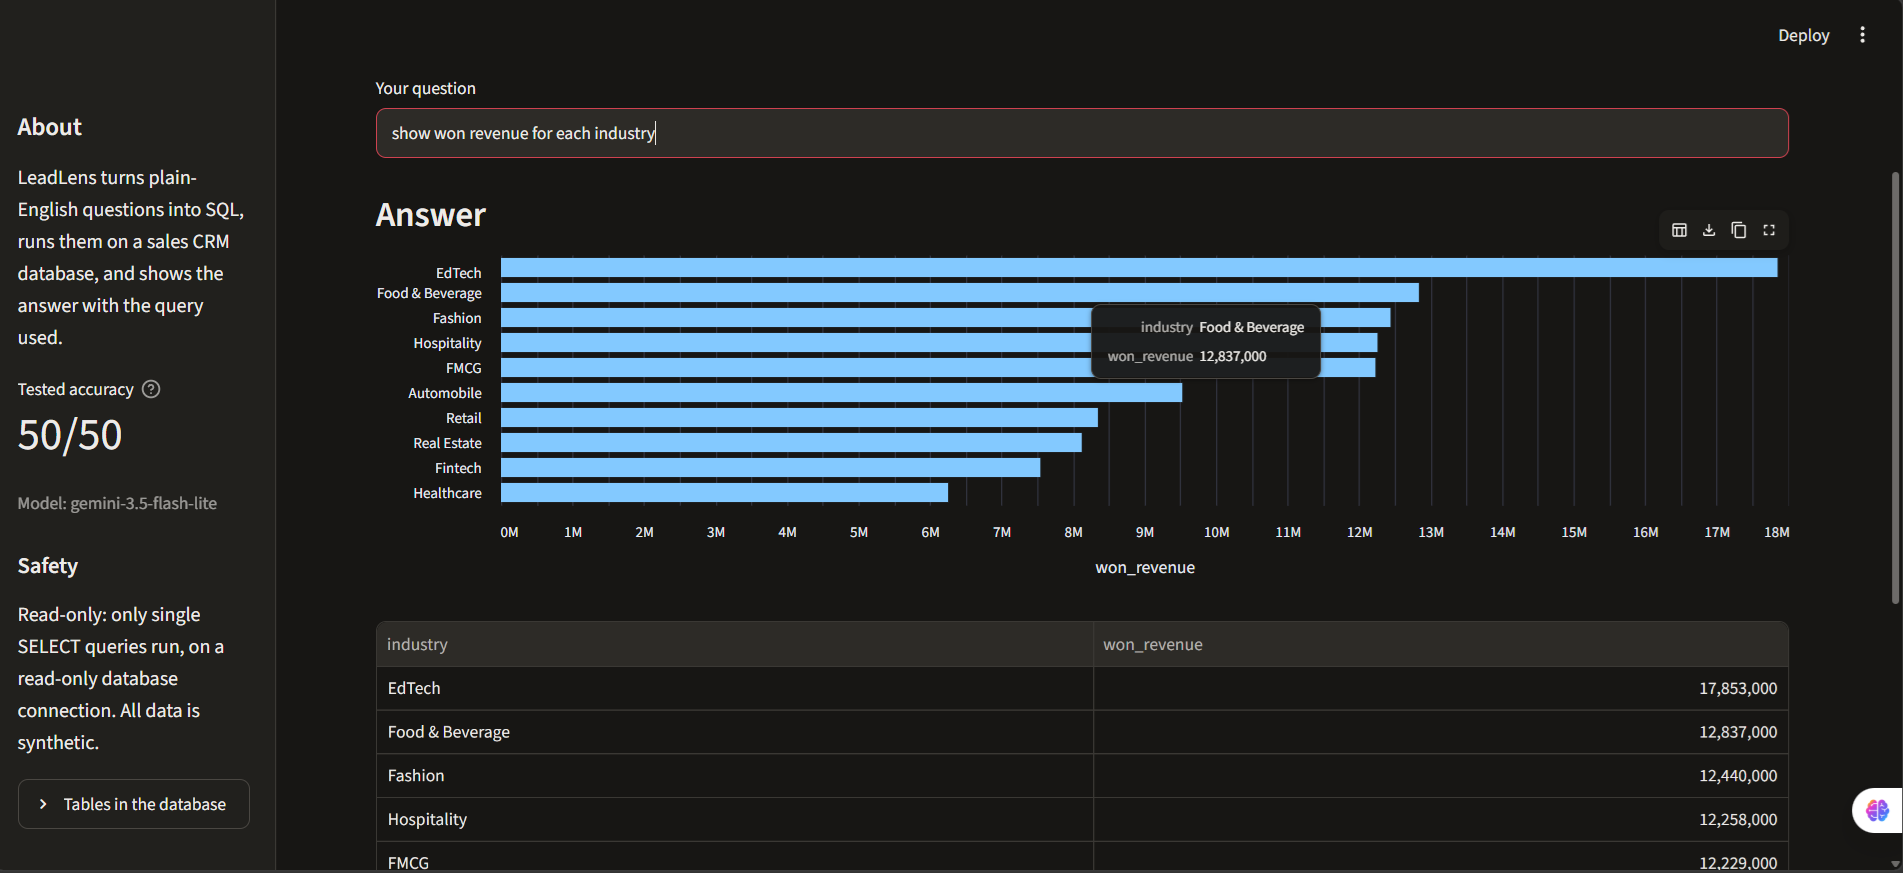 Deploy
About
LeadLens turns plain-
English questions into SQL,
runs them on a sales CRM
database, and shows the
answer with the query
used.
Tested accuracy ?
50/50
Model: gemini-3.5-flash-lite
Safety
Read-only: only single
SELECT queries run, on a
read-only database
connection. All data is
synthetic.
Tables in the database
Your question
show won revenue for each industry
Answer
EdTech
Food & Beverage
Fashion
Hospitality
FMCG
Automobile
Retail
Real Estate
Fintech
Healthcare
industry Food & Beverage
won_revenue 12,837,000
0M 1M 2M 3M 4M 5M 6M 7M 8M 9M 10M 11M 12M 13M 14M 15M 16M 17M 18M
won_revenue
industry won_revenue
EdTech 17,853,000
Food & Beverage 12,837,000
Fashion 12,440,000
Hospitality 12,258,000
FMCG 12,229,000